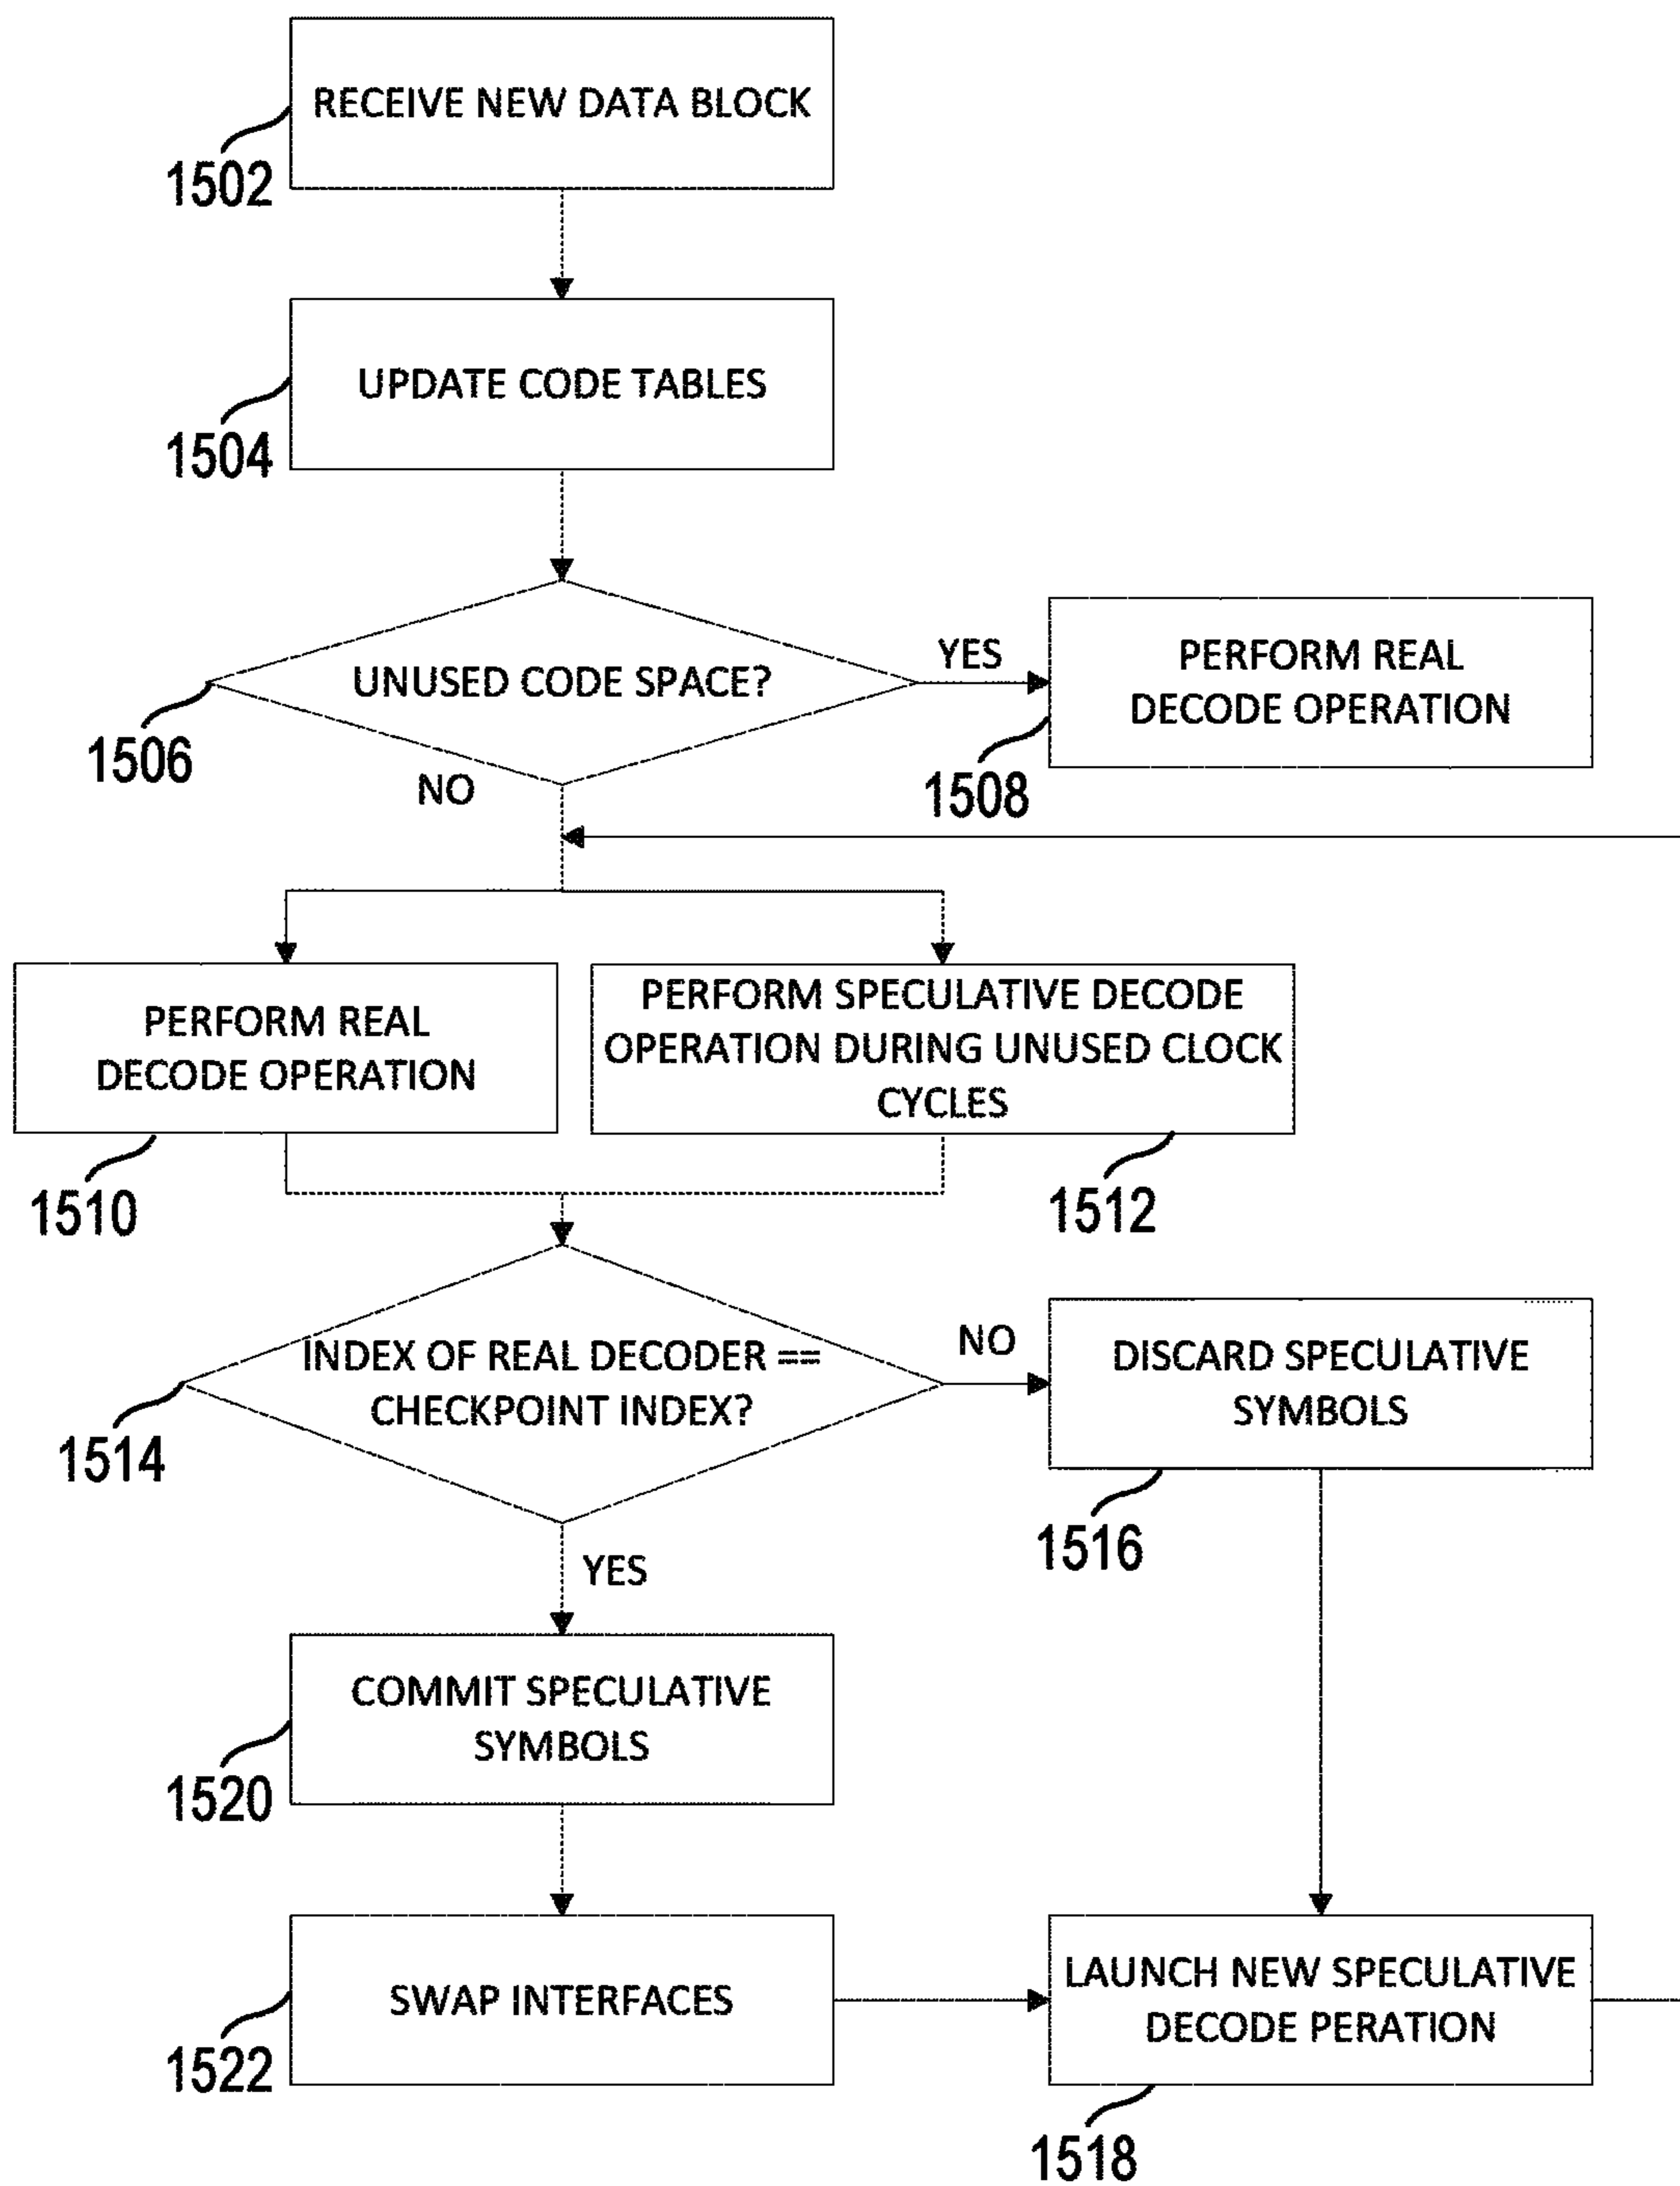 RECEIVE NEW DATA BLOCK
1502
UPDATE CODE TABLES
1504
UNUSED CODE SPACE?
YES
1506
NO
PERFORM REAL
DECODE OPERATION
1508
PERFORM REAL
DECODE OPERATION
1510
PERFORM SPECULATIVE DECODE
OPERATION DURING UNUSED CLOCK
CYCLES
1512
INDEX OF REAL DECODER ==
CHECKPOINT INDEX?
NO
1514
YES
DISCARD SPECULATIVE
SYMBOLS
1516
COMMIT SPECULATIVE
SYMBOLS
1520
SWAP INTERFACES
1522
LAUNCH NEW SPECULATIVE
DECODE PERATION
1518